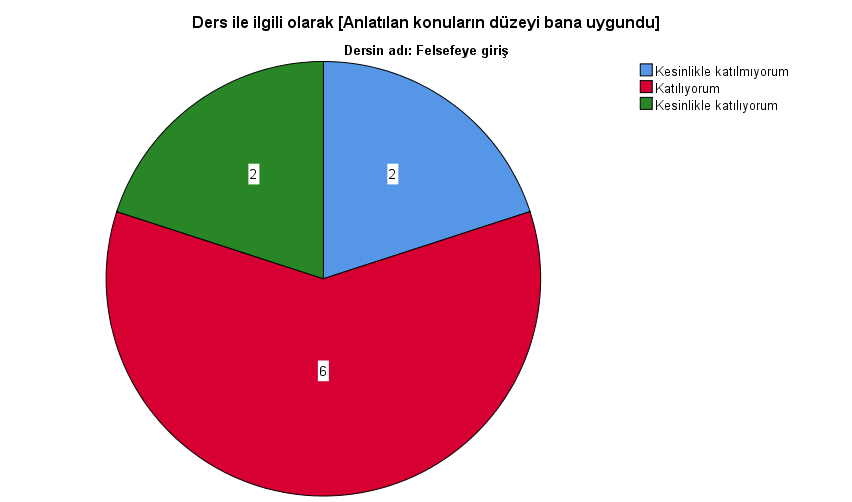 Ders ile ilgili olarak [Anlatılan konuların düzeyi bana uygundu]
Dersin adı: Felsefeye giriş
Kesinlikle katılmıyorum
Katılıyorum
Kesinlikle katılıyorum
2
2
6